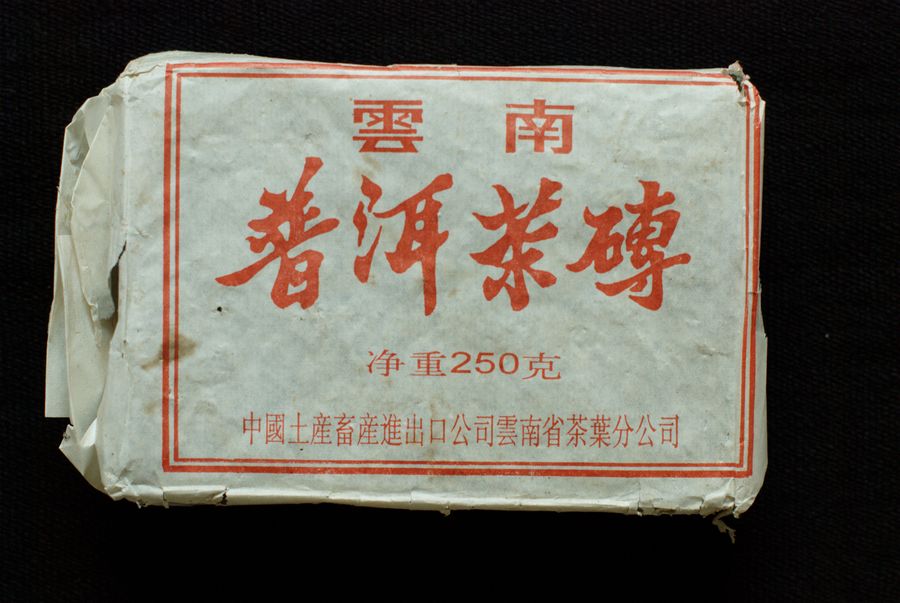 雲南
普洱茶磚
净重250克
中國土産畜産進出口公司雲南省茶葉分公司